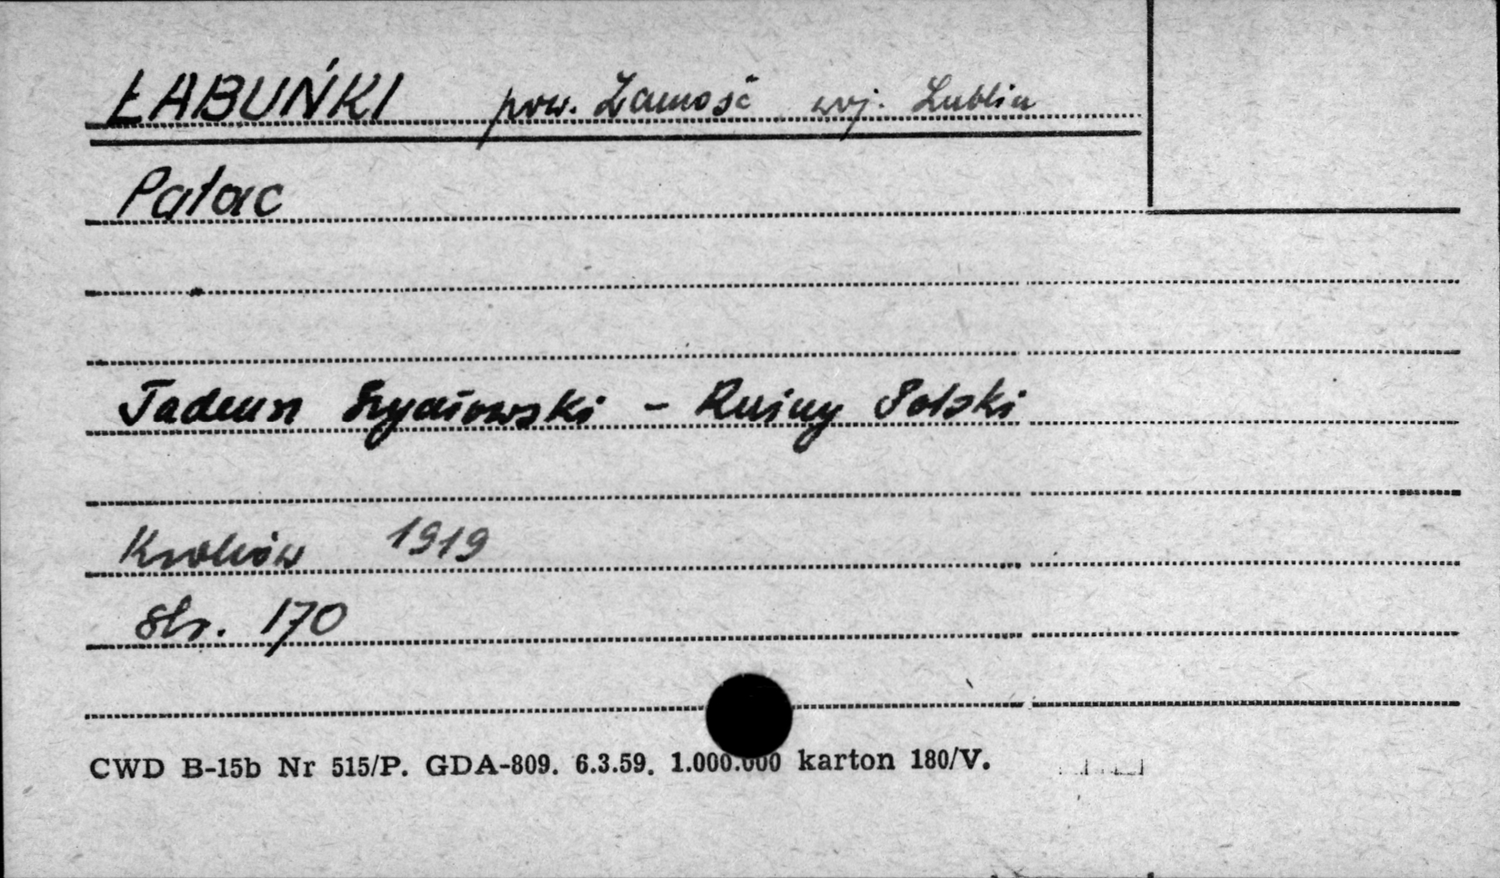 ŁABUŃKI pow. Zamość woj. Lublin
Pałac
Tadeusz Szydłowski - Ruiny Polski
Kraków 1919
Str. 170
CWD B-15b Nr 515/P. GDA-809. 6.3.59. 1.000.000 karton 180/V.